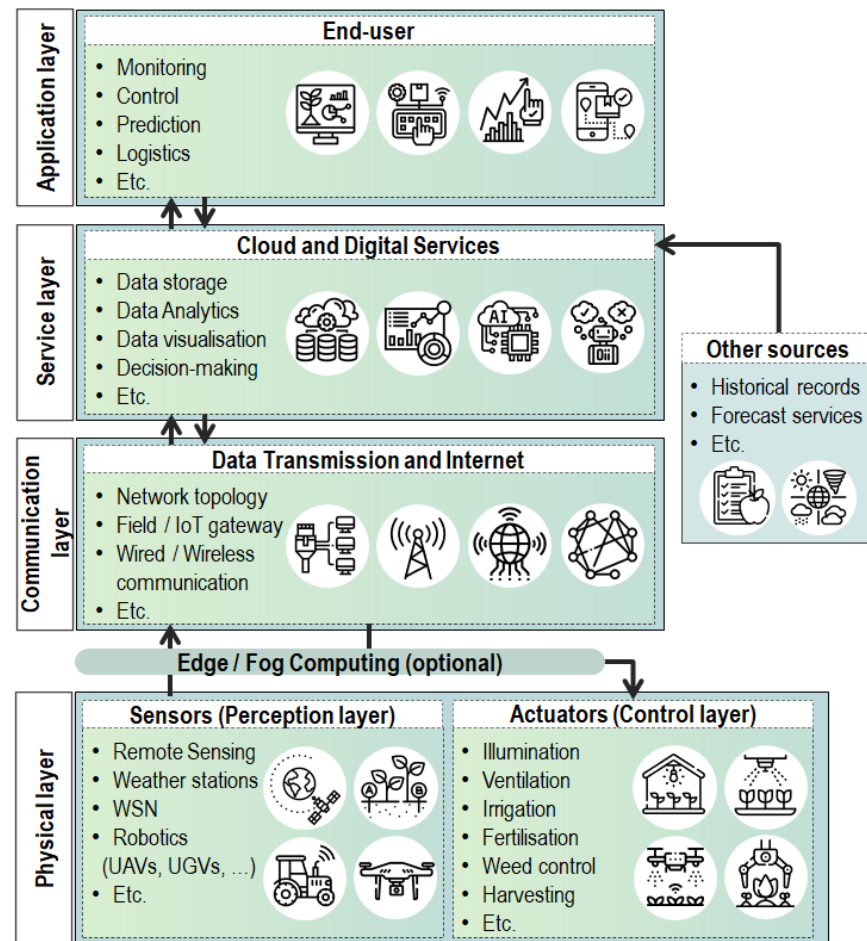 Application layer
End-user
• Monitoring
• Control
• Prediction
• Logistics
• Etc.
Service layer
Cloud and Digital Services
• Data storage
• Data Analytics
• Data visualisation
• Decision-making
• Etc.
AI
Other sources
• Historical records
• Forecast services
• Etc.
Communication
layer
Data Transmission and Internet
• Network topology
• Field / IoT gateway
• Wired / Wireless
communication
• Etc.
Edge / Fog Computing (optional)
Physical layer
Sensors (Perception layer)
• Remote Sensing
• Weather stations
• WSN
• Robotics
(UAVs, UGVs, ...)
• Etc.
A
B
Actuators (Control layer)
• Illumination
• Ventilation
• Irrigation
• Fertilisation
• Weed control
• Harvesting
• Etc.